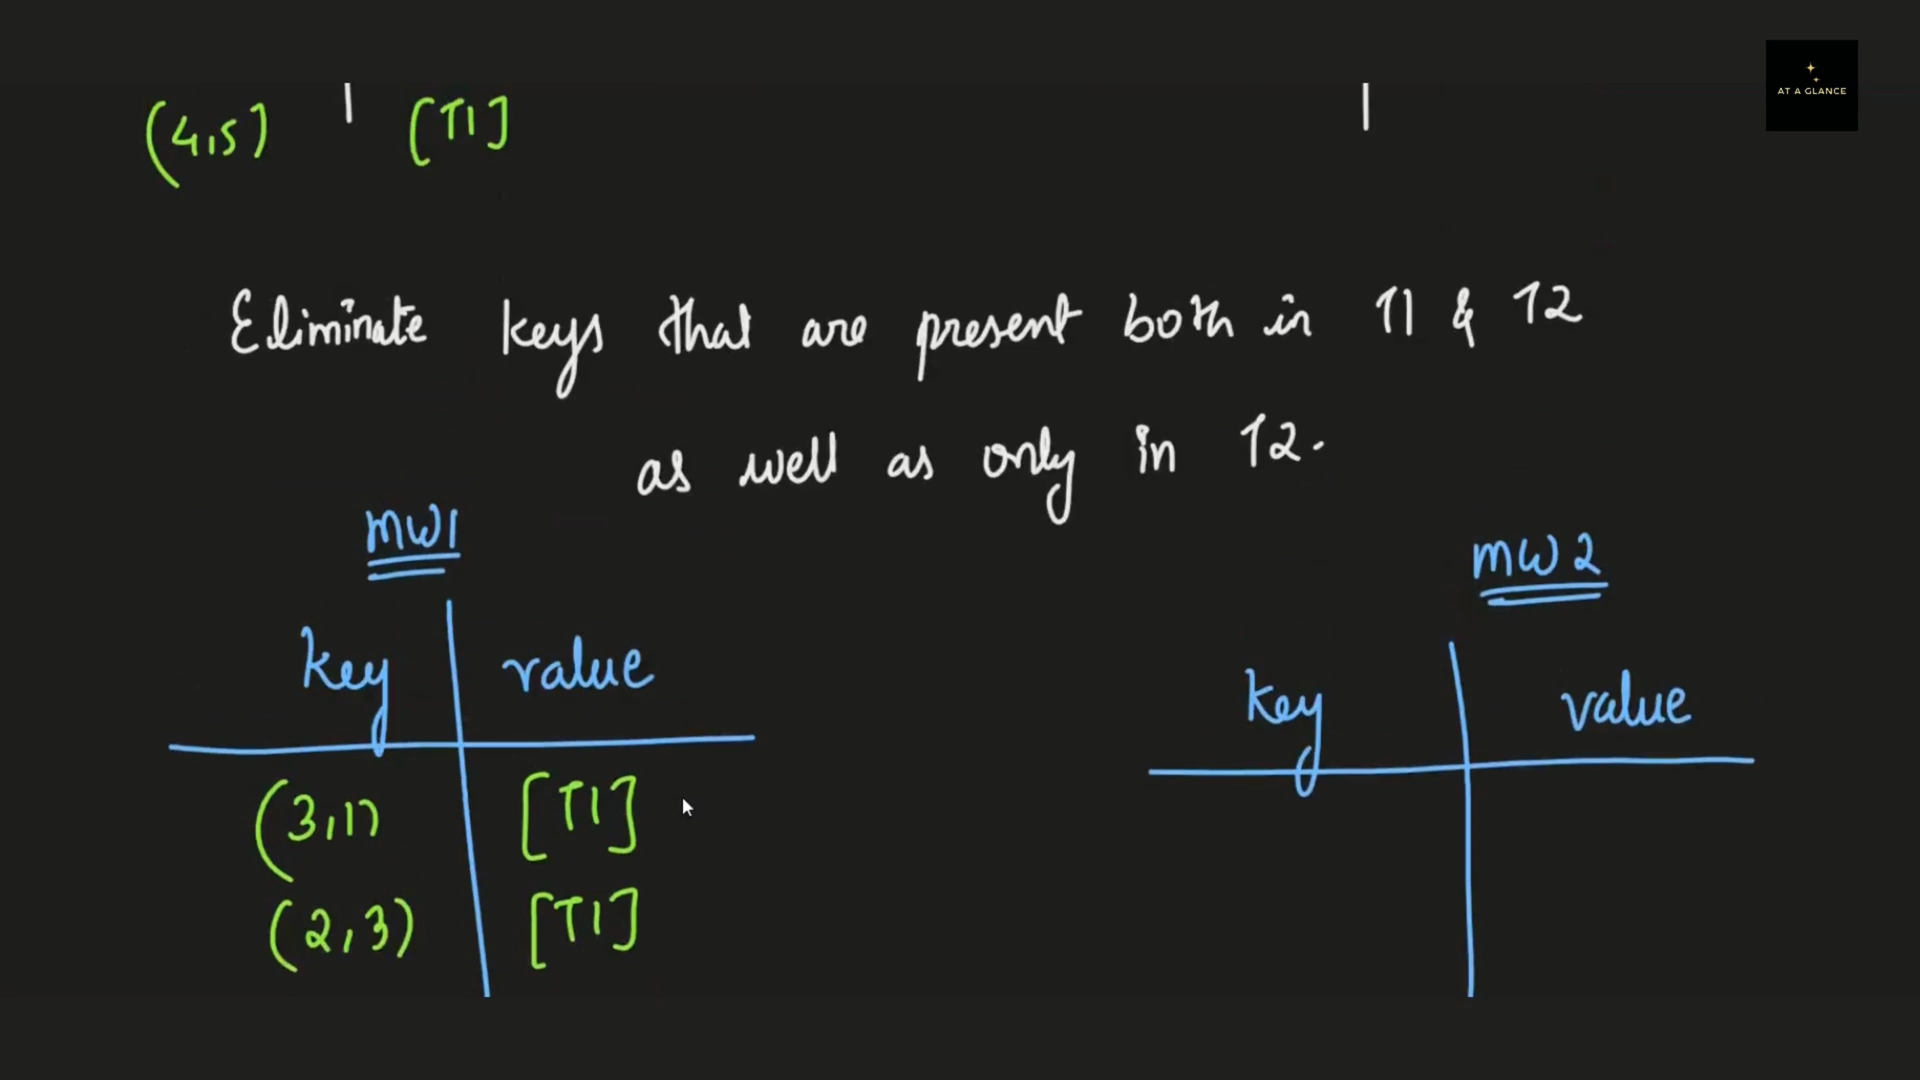 AT A GLANCE
(4,5) [T1]
Eliminate keys that are present both in T1 & T2
as well as only in T2.
MW1
MW2
key value
key value
(3,1) [T1]
(2,3) [T1]